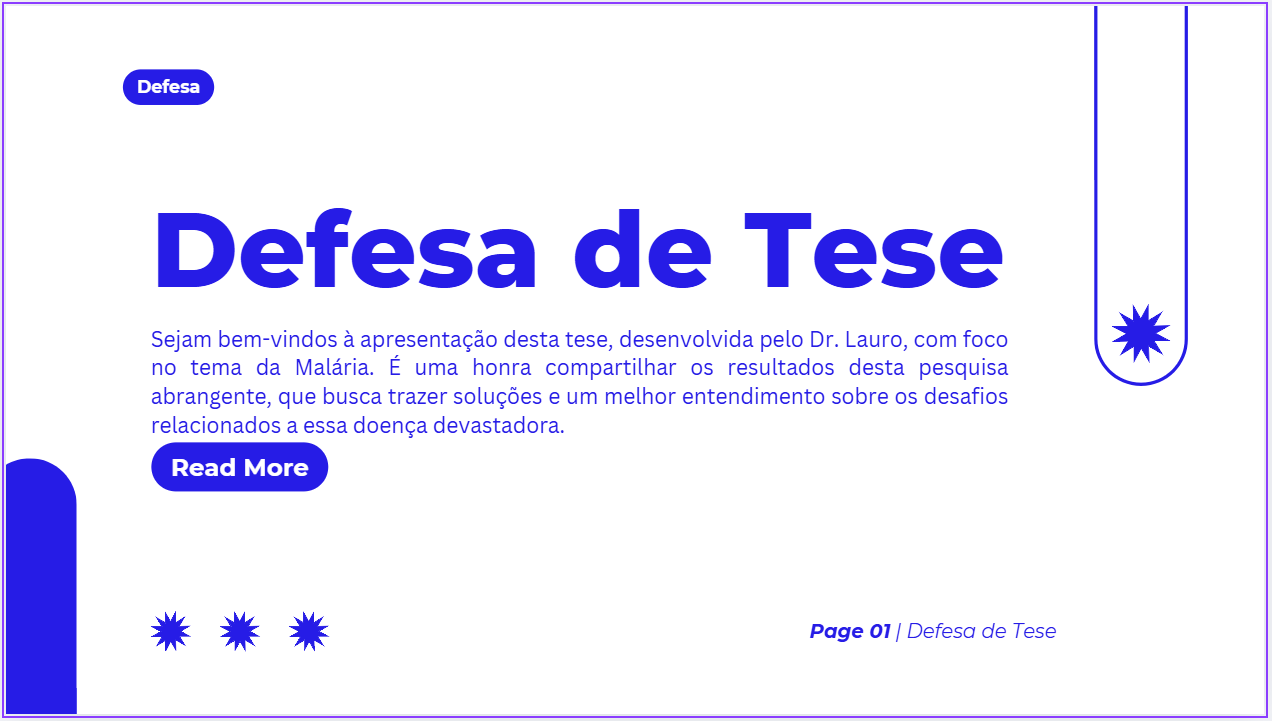 Defesa
Defesa de Tese
Sejam bem-vindos à apresentação desta tese, desenvolvida pelo Dr. Lauro, com foco
no tema da Malária. É uma honra compartilhar os resultados desta pesquisa
abrangente, que busca trazer soluções e um melhor entendimento sobre os desafios
relacionados a essa doença devastadora.
Read More
Page 01 | Defesa de Tese